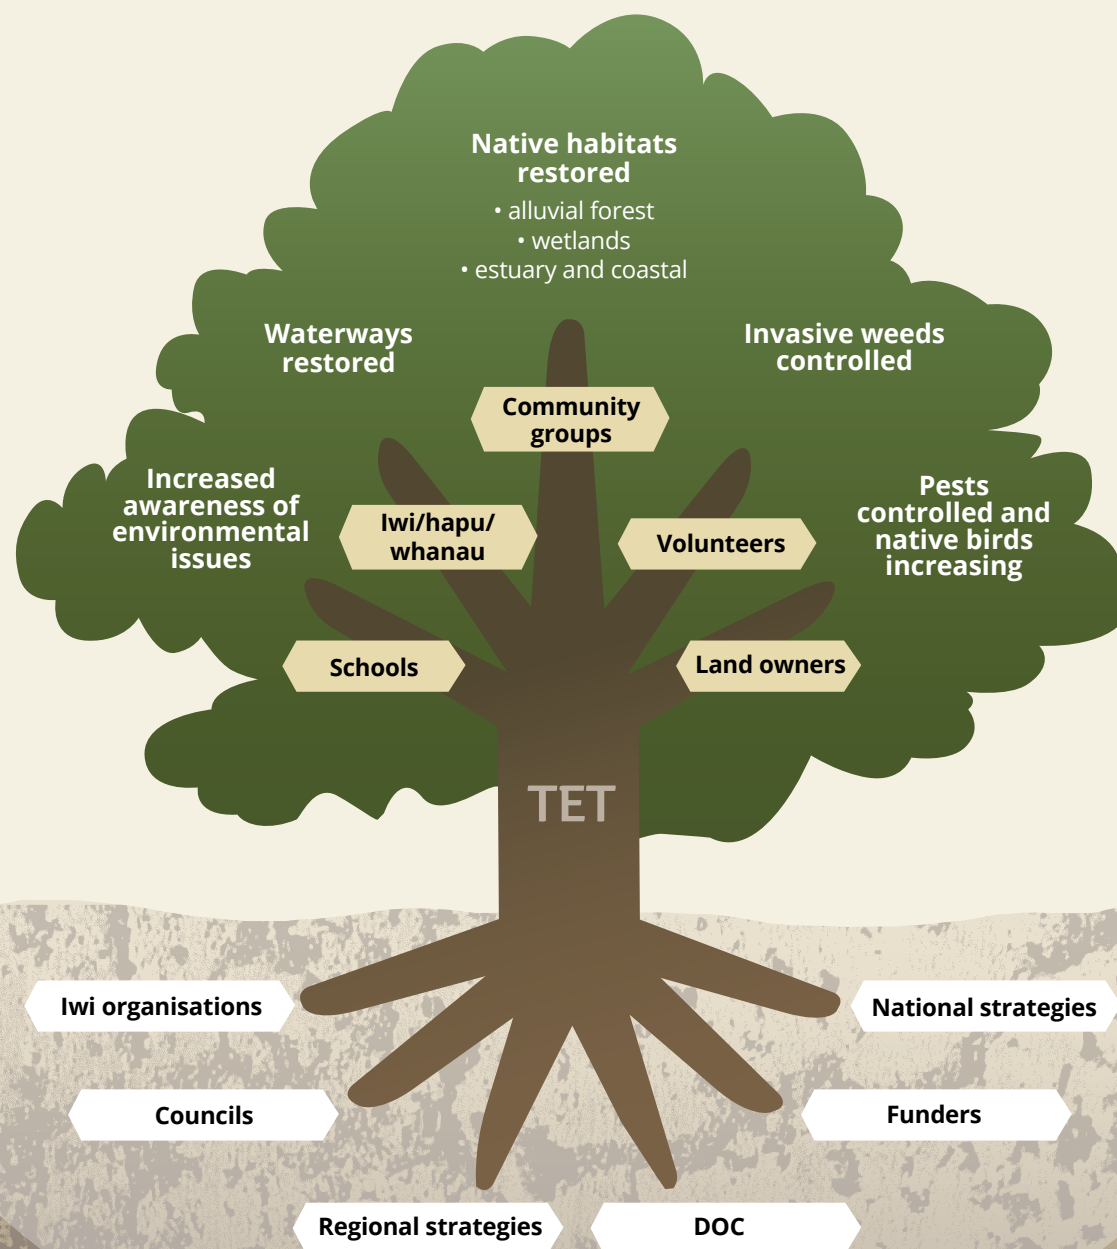 Native habitats
restored
• alluvial forest
• wetlands
• estuary and coastal
Waterways
restored
Invasive weeds
controlled
Community
groups
Increased
awareness of
environmental
issues
Iwi/hapu/
whanau
Volunteers
Pests
controlled and
native birds
increasing
Schools
Land owners
TET
Iwi organisations
National strategies
Councils
Funders
Regional strategies
DOC